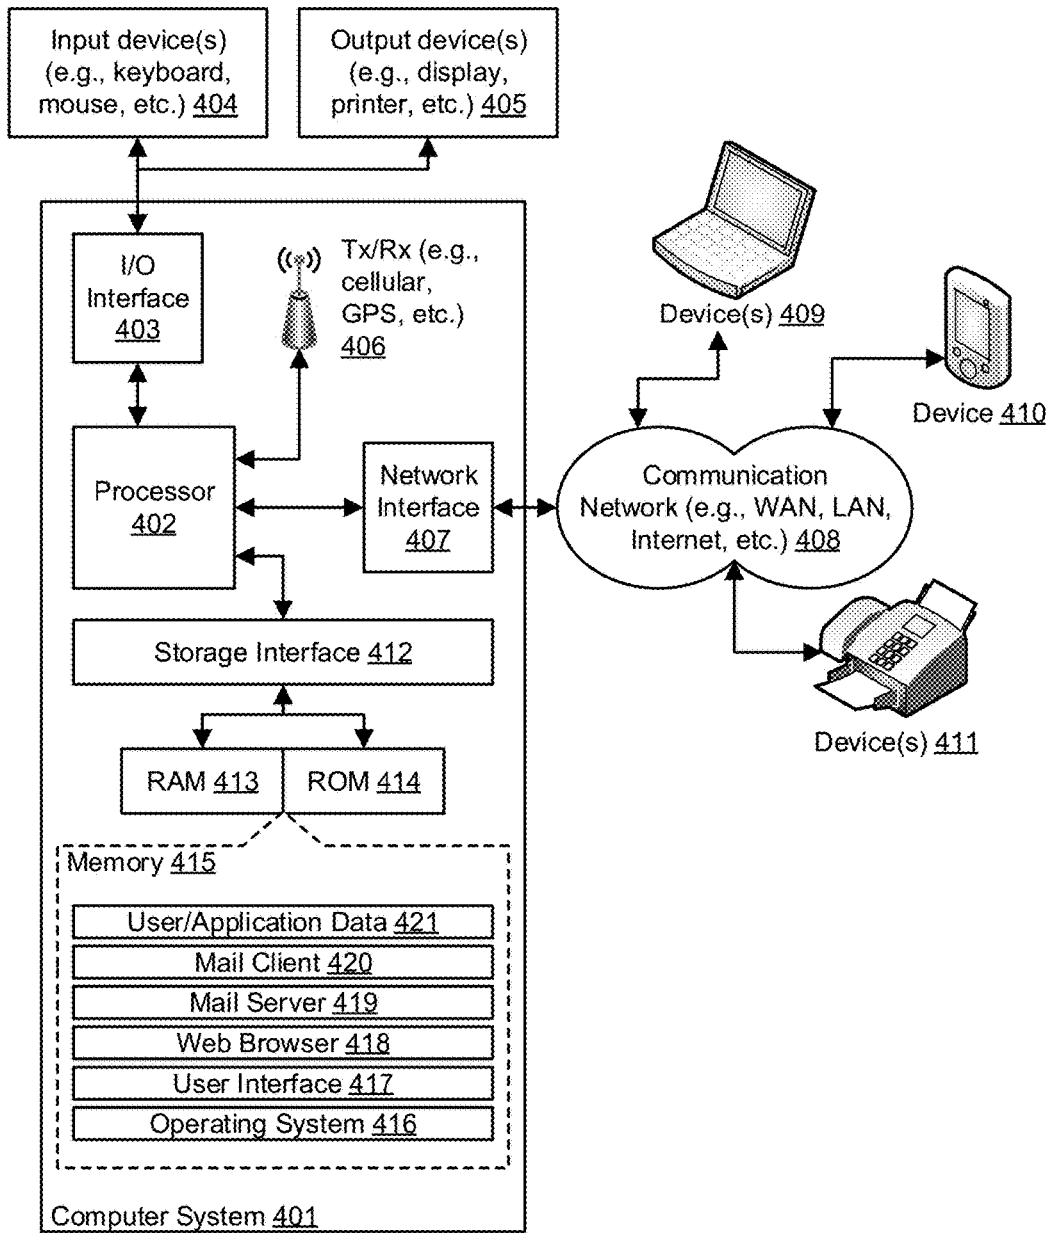 Input device(s)
(e.g., keyboard,
mouse, etc.) 404
Output device(s)
(e.g., display,
printer, etc.) 405
I/O
Interface
403
Tx/Rx (e.g.,
cellular,
GPS, etc.)
406
Device(s) 409
Device 410
Processor
402
Network
Interface
407
Communication
Network (e.g., WAN, LAN,
Internet, etc.) 408
Storage Interface 412
Device(s) 411
RAM 413
ROM 414
Memory 415
User/Application Data 421
Mail Client 420
Mail Server 419
Web Browser 418
User Interface 417
Operating System 416
Computer System 401